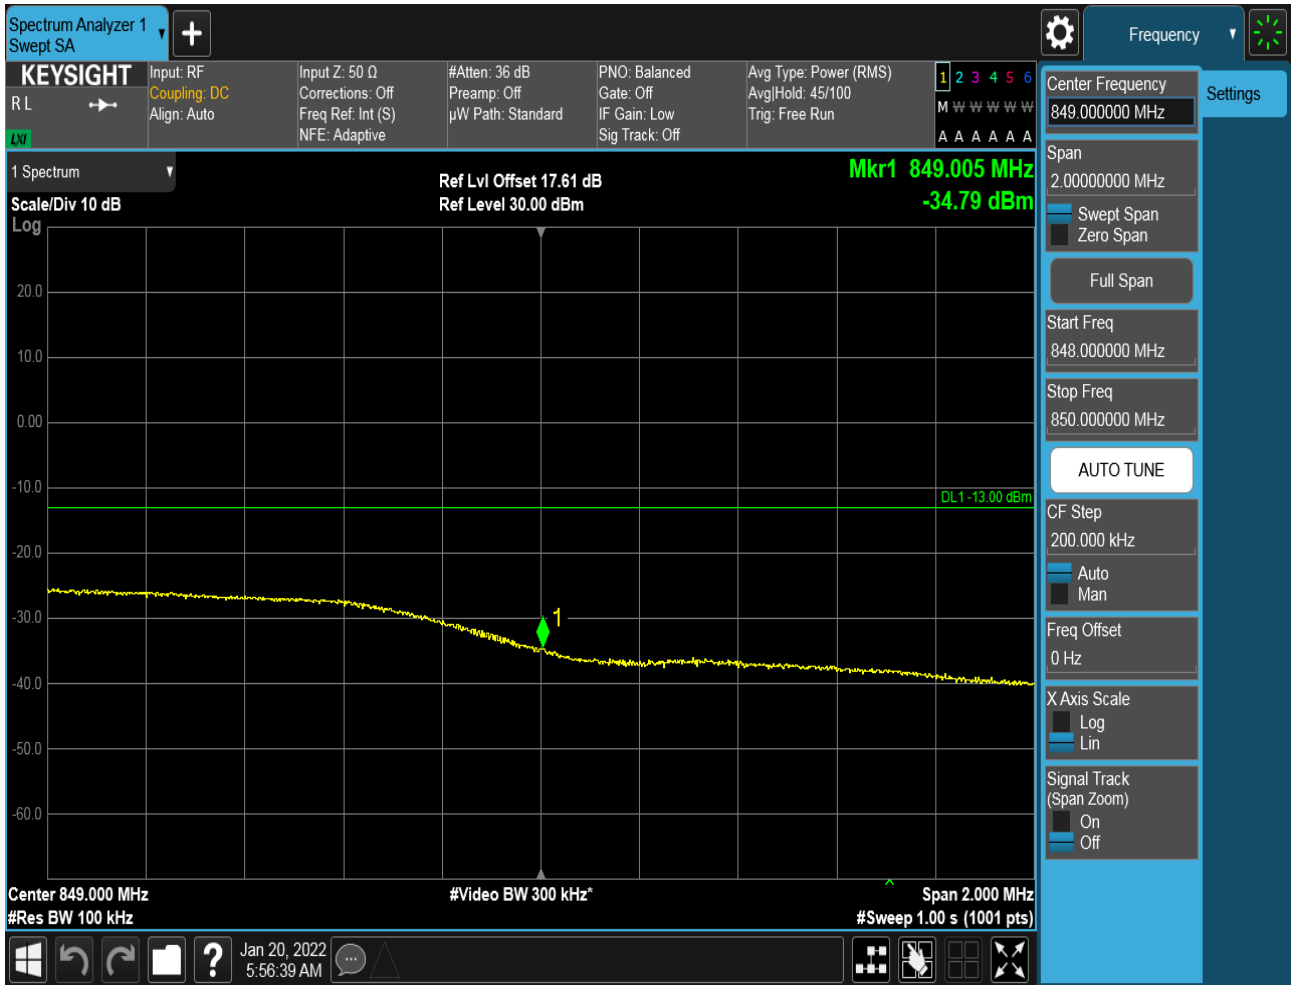 Spectrum Analyzer 1
Swept SA
Frequency
KEYSIGHT
R L
LXI
Input: RF
Coupling: DC
Align: Auto
Input Z: 50 Ω
Corrections: Off
Freq Ref: Int (S)
NFE: Adaptive
#Atten: 36 dB
Preamp: Off
µW Path: Standard
PNO: Balanced
Gate: Off
IF Gain: Low
Sig Track: Off
Avg Type: Power (RMS)
Avg|Hold: 45/100
Trig: Free Run
1 2 3 4 5 6
M W W W W W
A A A A A A
1 Spectrum
Scale/Div 10 dB
Log
Ref Lvl Offset 17.61 dB
Ref Level 30.00 dBm
Mkr1 849.005 MHz
-34.79 dBm
20.0
10.0
0.00
-10.0
DL1 -13.00 dBm
-20.0
-30.0
1
-40.0
-50.0
-60.0
Center 849.000 MHz
#Video BW 300 kHz*
Span 2.000 MHz
#Res BW 100 kHz
#Sweep 1.00 s (1001 pts)
Jan 20, 2022
5:56:39 AM
Center Frequency
849.000000 MHz
Settings
Span
2.00000000 MHz
Swept Span
Zero Span
Full Span
Start Freq
848.000000 MHz
Stop Freq
850.000000 MHz
AUTO TUNE
CF Step
200.000 kHz
Auto
Man
Freq Offset
0 Hz
X Axis Scale
Log
Lin
Signal Track
(Span Zoom)
On
Off